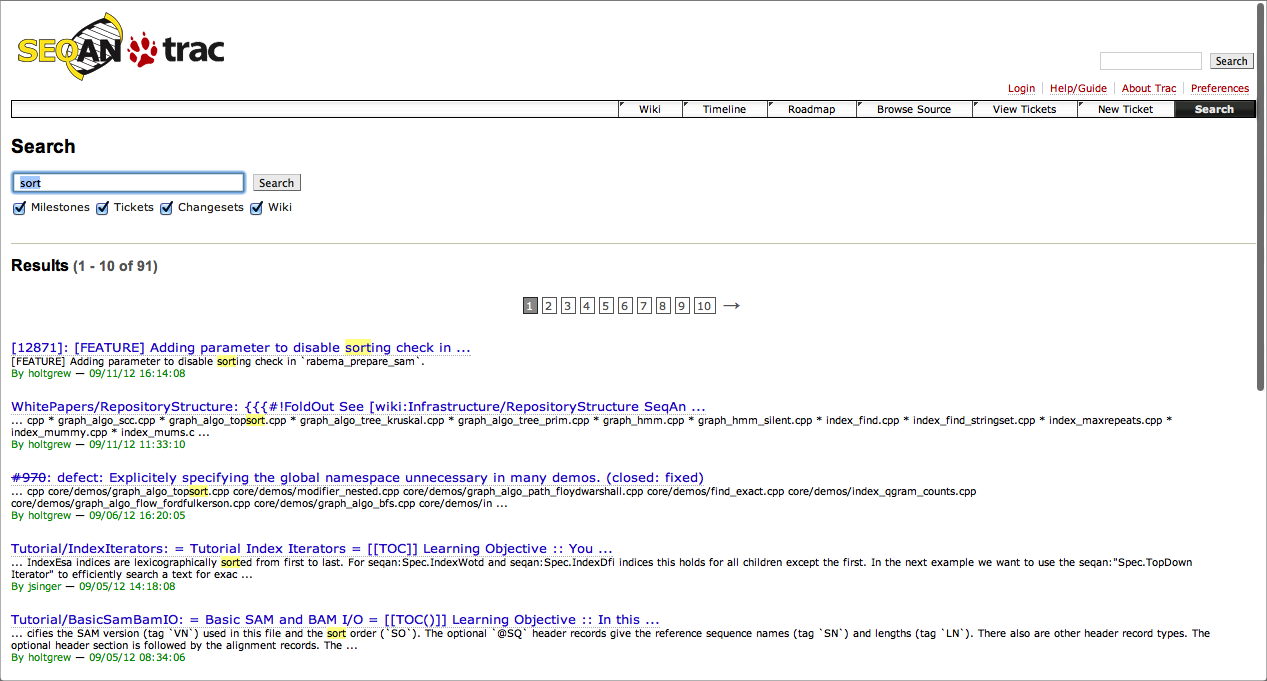 SEQAN trac
Search
Login Help/Guide About Trac Preferences
Wiki Timeline Roadmap Browse Source View Tickets New Ticket Search
Search
sort Search
Milestones Tickets Changesets Wiki
Results (1 - 10 of 91)
1 2 3 4 5 6 7 8 9 10 →
[12871]: [FEATURE] Adding parameter to disable sorting check in ...
[FEATURE] Adding parameter to disable sorting check in `rabema_prepare_sam`.
By holtgrew — 09/11/12 16:14:08
WhitePapers/RepositoryStructure: {{{#!FoldOut See [wiki:Infrastructure/RepositoryStructure SeqAn ...
... cpp * graph_algo_scc.cpp * graph_algo_topsort.cpp * graph_algo_tree_kruskal.cpp * graph_algo_tree_prim.cpp * graph_hmm.cpp * graph_hmm_silent.cpp * index_find.cpp * index_find_stringset.cpp * index_maxrepeats.cpp *
index_mummy.cpp * index_mums.c ...
By holtgrew — 09/11/12 11:33:10
#970: defect: Explicitely specifying the global namespace unnecessary in many demos. (closed: fixed)
... cpp core/demos/graph_algo_topsort.cpp core/demos/modifier_nested.cpp core/demos/graph_algo_path_floydwarshall.cpp core/demos/find_exact.cpp core/demos/index_qgram_counts.cpp
core/demos/graph_algo_flow_fordfulkerson.cpp core/demos/graph_algo_bfs.cpp core/demos/in ...
By holtgrew — 09/06/12 16:20:05
Tutorial/IndexIterators: = Tutorial Index Iterators = [[TOC]] Learning Objective :: You ...
... IndexEsa indices are lexicographically sorted from first to last. For seqan:Spec.IndexWotd and seqan:Spec.IndexDfi indices this holds for all children except the first. In the next example we want to use the seqan:"Spec.TopDown
Iterator" to efficiently search a text for exac ...
By jsinger — 09/05/12 14:18:08
Tutorial/BasicSamBamIO: = Basic SAM and BAM I/O = [[TOC()]] Learning Objective :: In this ...
... cifies the SAM version (tag `VN`) used in this file and the sort order (`SO`). The optional `@SQ` header records give the reference sequence names (tag `SN`) and lengths (tag `LN`). There also are other header record types. The
optional header section is followed by the alignment records. The ...
By holtgrew — 09/05/12 08:34:06